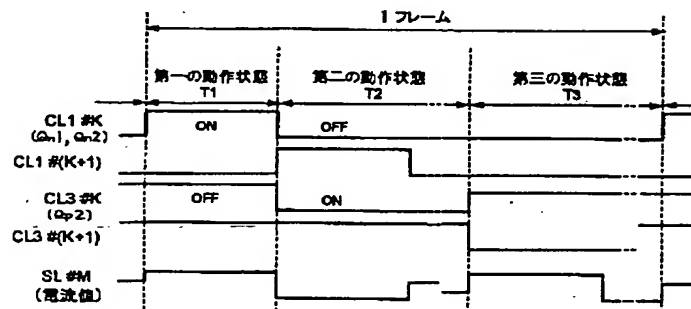 1 フレーム
第一の動作状態
T1
第二の動作状態
T2
第三の動作状態
T3
CL1 #K
(Qn1, Qn2)
ON
OFF
CL1 #(K+1)
CL3 #K
(Qp2)
OFF
ON
CL3 #(K+1)
SL #M
(電流値)